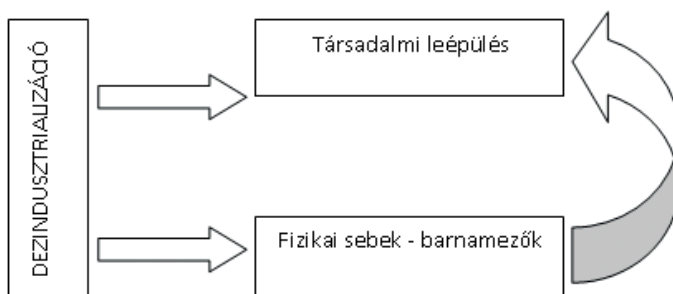 DEZINDUSZTRIALIZÁCIÓ
Társadalmi leépülés
Fizikai sebek - barnamezők